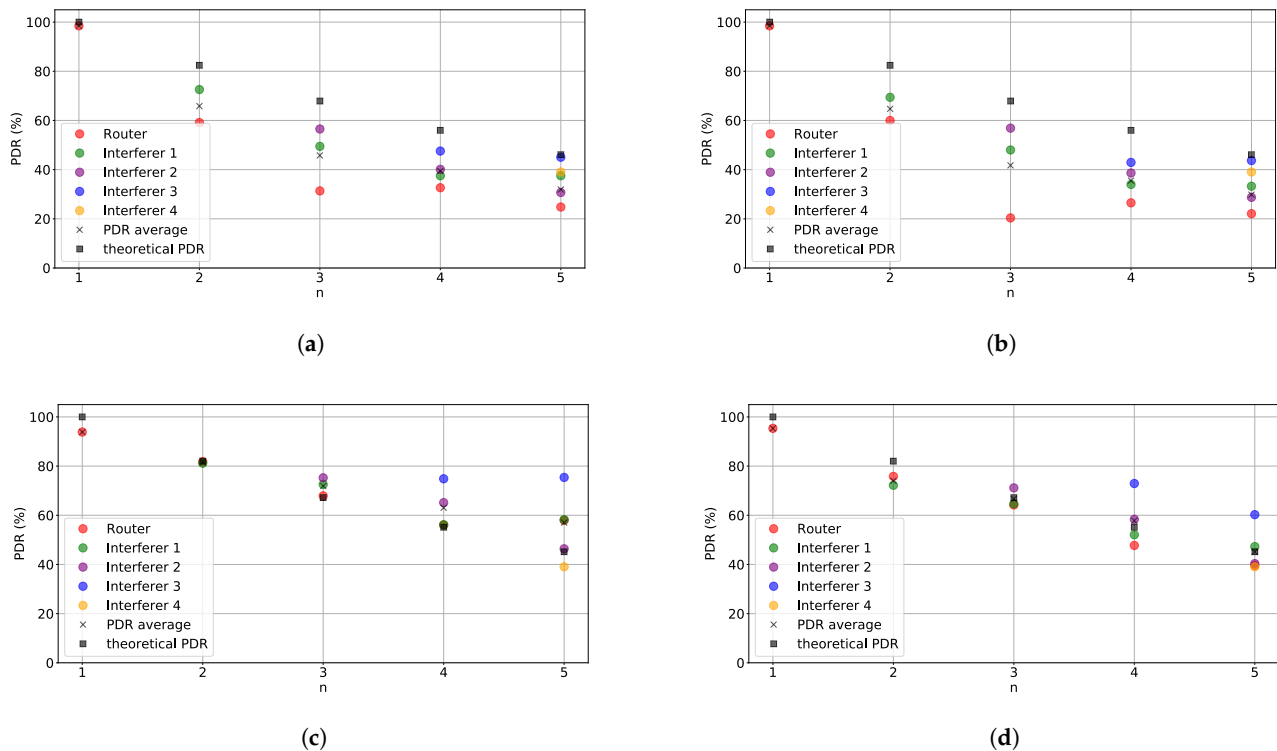 100
80
60
40
20
0
PDR (%)
Router
Interferer 1
Interferer 2
Interferer 3
Interferer 4
PDR average
theoretical PDR
1 2 3 4 5
n
(a)
100
80
60
40
20
0
PDR (%)
Router
Interferer 1
Interferer 2
Interferer 3
Interferer 4
PDR average
theoretical PDR
1 2 3 4 5
n
(b)
100
80
60
40
20
0
PDR (%)
Router
Interferer 1
Interferer 2
Interferer 3
Interferer 4
PDR average
theoretical PDR
1 2 3 4 5
n
(c)
100
80
60
40
20
0
PDR (%)
Router
Interferer 1
Interferer 2
Interferer 3
Interferer 4
PDR average
theoretical PDR
1 2 3 4 5
n
(d)